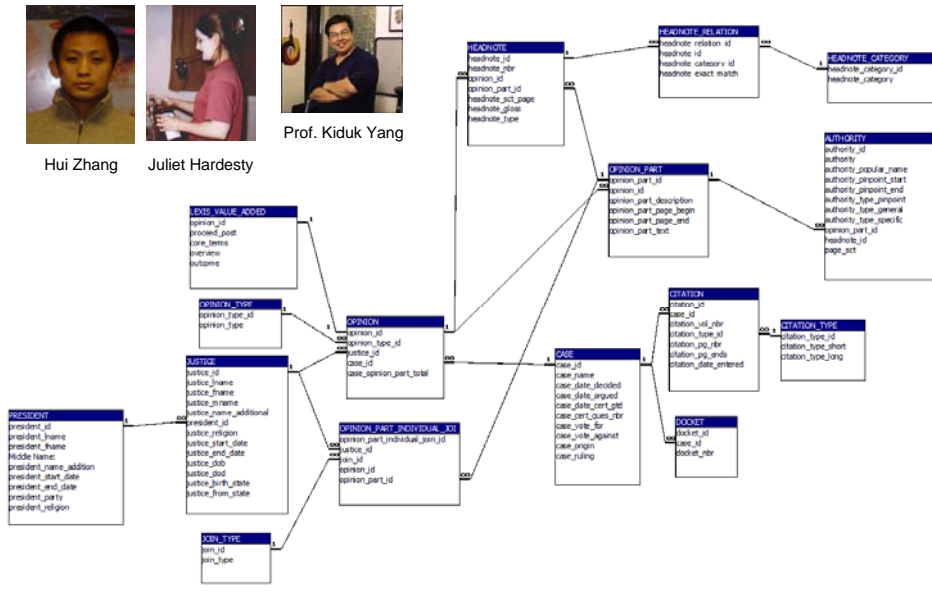 Hui Zhang
Juliet Hardesty
Prof. Kiduk Yang
HEADNOTE
headnote_id
headnote_nbr
opinion_id
opinion_part_id
headnote_sct_page
headnote_gloss
headnote_type
HEADNOTE_RELATION
headnote relation id
headnote id
headnote category id
headnote exact match
HEADNOTE_CATEGORY
headnote_category_id
headnote_category
AUTHORITY
authority_id
authority
authority_popular_name
authority_pinpoint_start
authority_pinpoint_end
authority_type_pinpoint
authority_type_general
authority_type_specific
opinion_part_id
headnote_id
page_sct
OPINION_PART
opinion_part_id
opinion_id
opinion_part_description
opinion_part_page_begin
opinion_part_page_end
opinion_part_text
LEXIS_VALUE_ADDED
opinion_id
proceed_post
core_terms
overview
outcome
OPINION_TYPE
opinion_type_id
opinion_type
OPINION
opinion_id
opinion_type_id
justice_id
case_id
case_opinion_part_total
CITATION
citation_id
case_id
citation_vol_nbr
citation_type_id
citation_pg_nbr
citation_pg_ends
citation_date_entered
CITATION_TYPE
citation_type_id
citation_type_short
citation_type_long
JUSTICE
justice_id
justice_lname
justice_fname
justice_mname
justice_name_additional
president_id
justice_religion
justice_start_date
justice_end_date
justice_dob
justice_dod
justice_birth_state
justice_from_state
CASE
case_id
case_name
case_date_decided
case_date_argued
case_date_cert_gtd
case_cert_ques_nbr
case_vote_for
case_vote_against
case_origin
case_ruling
PRESIDENT
president_id
president_lname
president_fname
Middle Name:
president_name_addition
president_start_date
president_end_date
president_party
president_religion
OPINION_PART_INDIVIDUAL_JOI
opinion_part_individual_join_id
justice_id
join_id
opinion_id
opinion_part_id
DOCKET
docket_id
case_id
docket_nbr
JOIN_TYPE
join_id
join_type